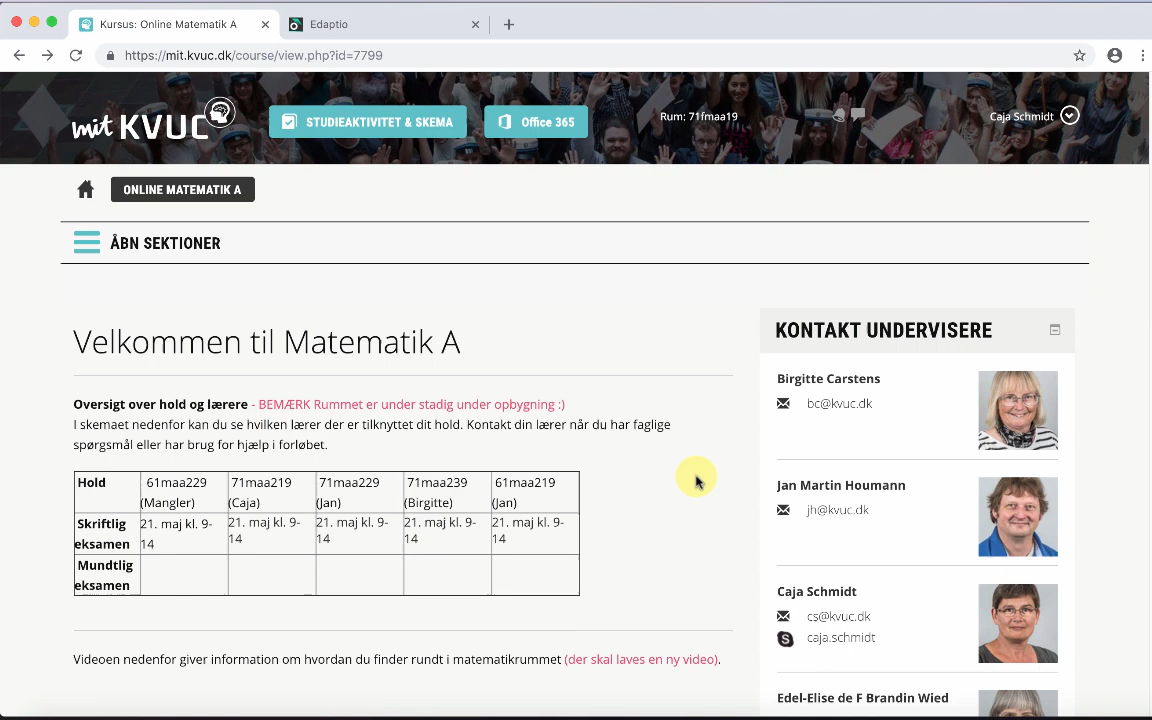 Kursus: Online Matematik A
Edaptio
https://mit.kvuc.dk/course/view.php?id=7799
mit KVUC
STUDIEAKTIVITET & SKEMA
Office 365
Rum: 71fmaa19
Caja Schmidt
ONLINE MATEMATIK A
ÅBN SEKTIONER
Velkommen til Matematik A
Oversigt over hold og lærere - BEMÆRK Rummet er under stadig under opbygning :)
I skemaet nedenfor kan du se hvilken lærer der er tilknyttet dit hold. Kontakt din lærer når du har faglige
spørgsmål eller har brug for hjælp i forløbet.
Hold 61maa229 71maa219 71maa229 71maa239 61maa219
(Mangler) (Caja) (Jan) (Birgitte) (Jan)
Skriftlig 21. maj kl. 9- 21. maj kl. 9- 21. maj kl. 9- 21. maj kl. 9- 21. maj kl. 9-
eksamen 14 14 14 14 14
Mundtlig
eksamen
Videoen nedenfor giver information om hvordan du finder rundt i matematikrummet (der skal laves en ny video).
KONTAKT UNDERVISERE
Birgitte Carstens
bc@kvuc.dk
Jan Martin Houmann
jh@kvuc.dk
Caja Schmidt
cs@kvuc.dk
caja.schmidt
Edel-Elise de F Brandin Wied